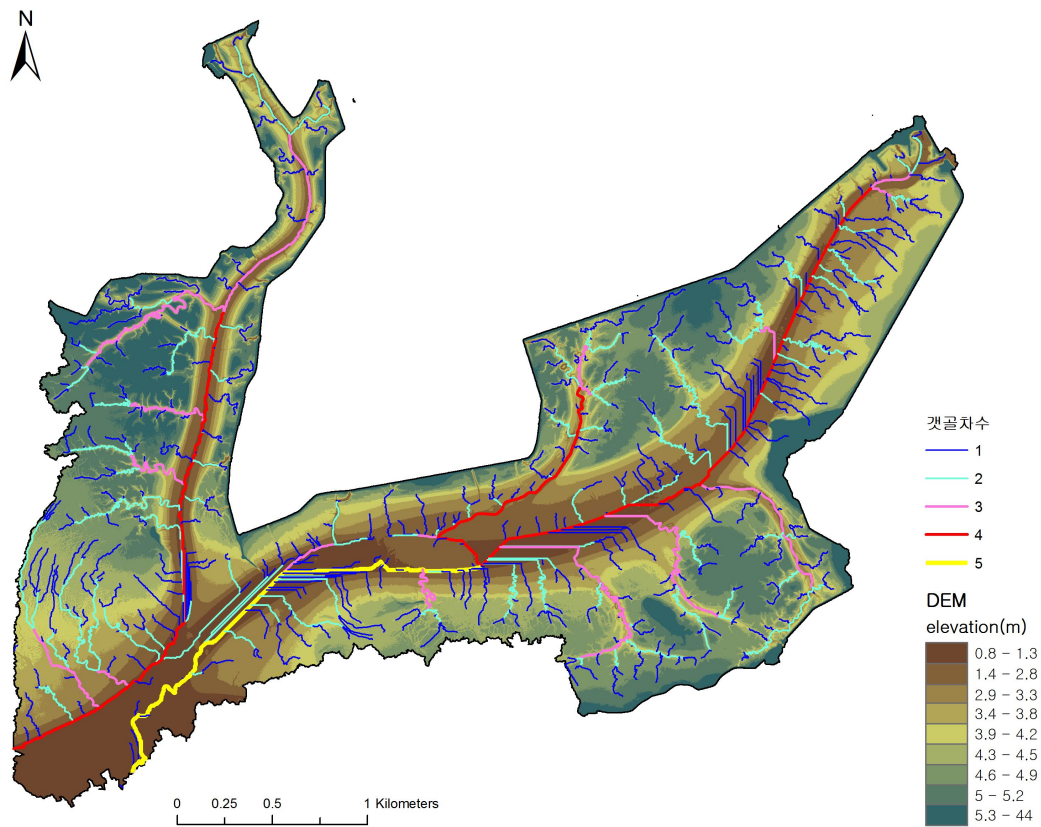 N
갯골차수
1
2
3
4
5
DEM
elevation(m)
0.8 - 1.3
1.4 - 2.8
2.9 - 3.3
3.4 - 3.8
3.9 - 4.2
4.3 - 4.5
4.6 - 4.9
5 - 5.2
5.3 - 44
0 0.25 0.5 1 Kilometers